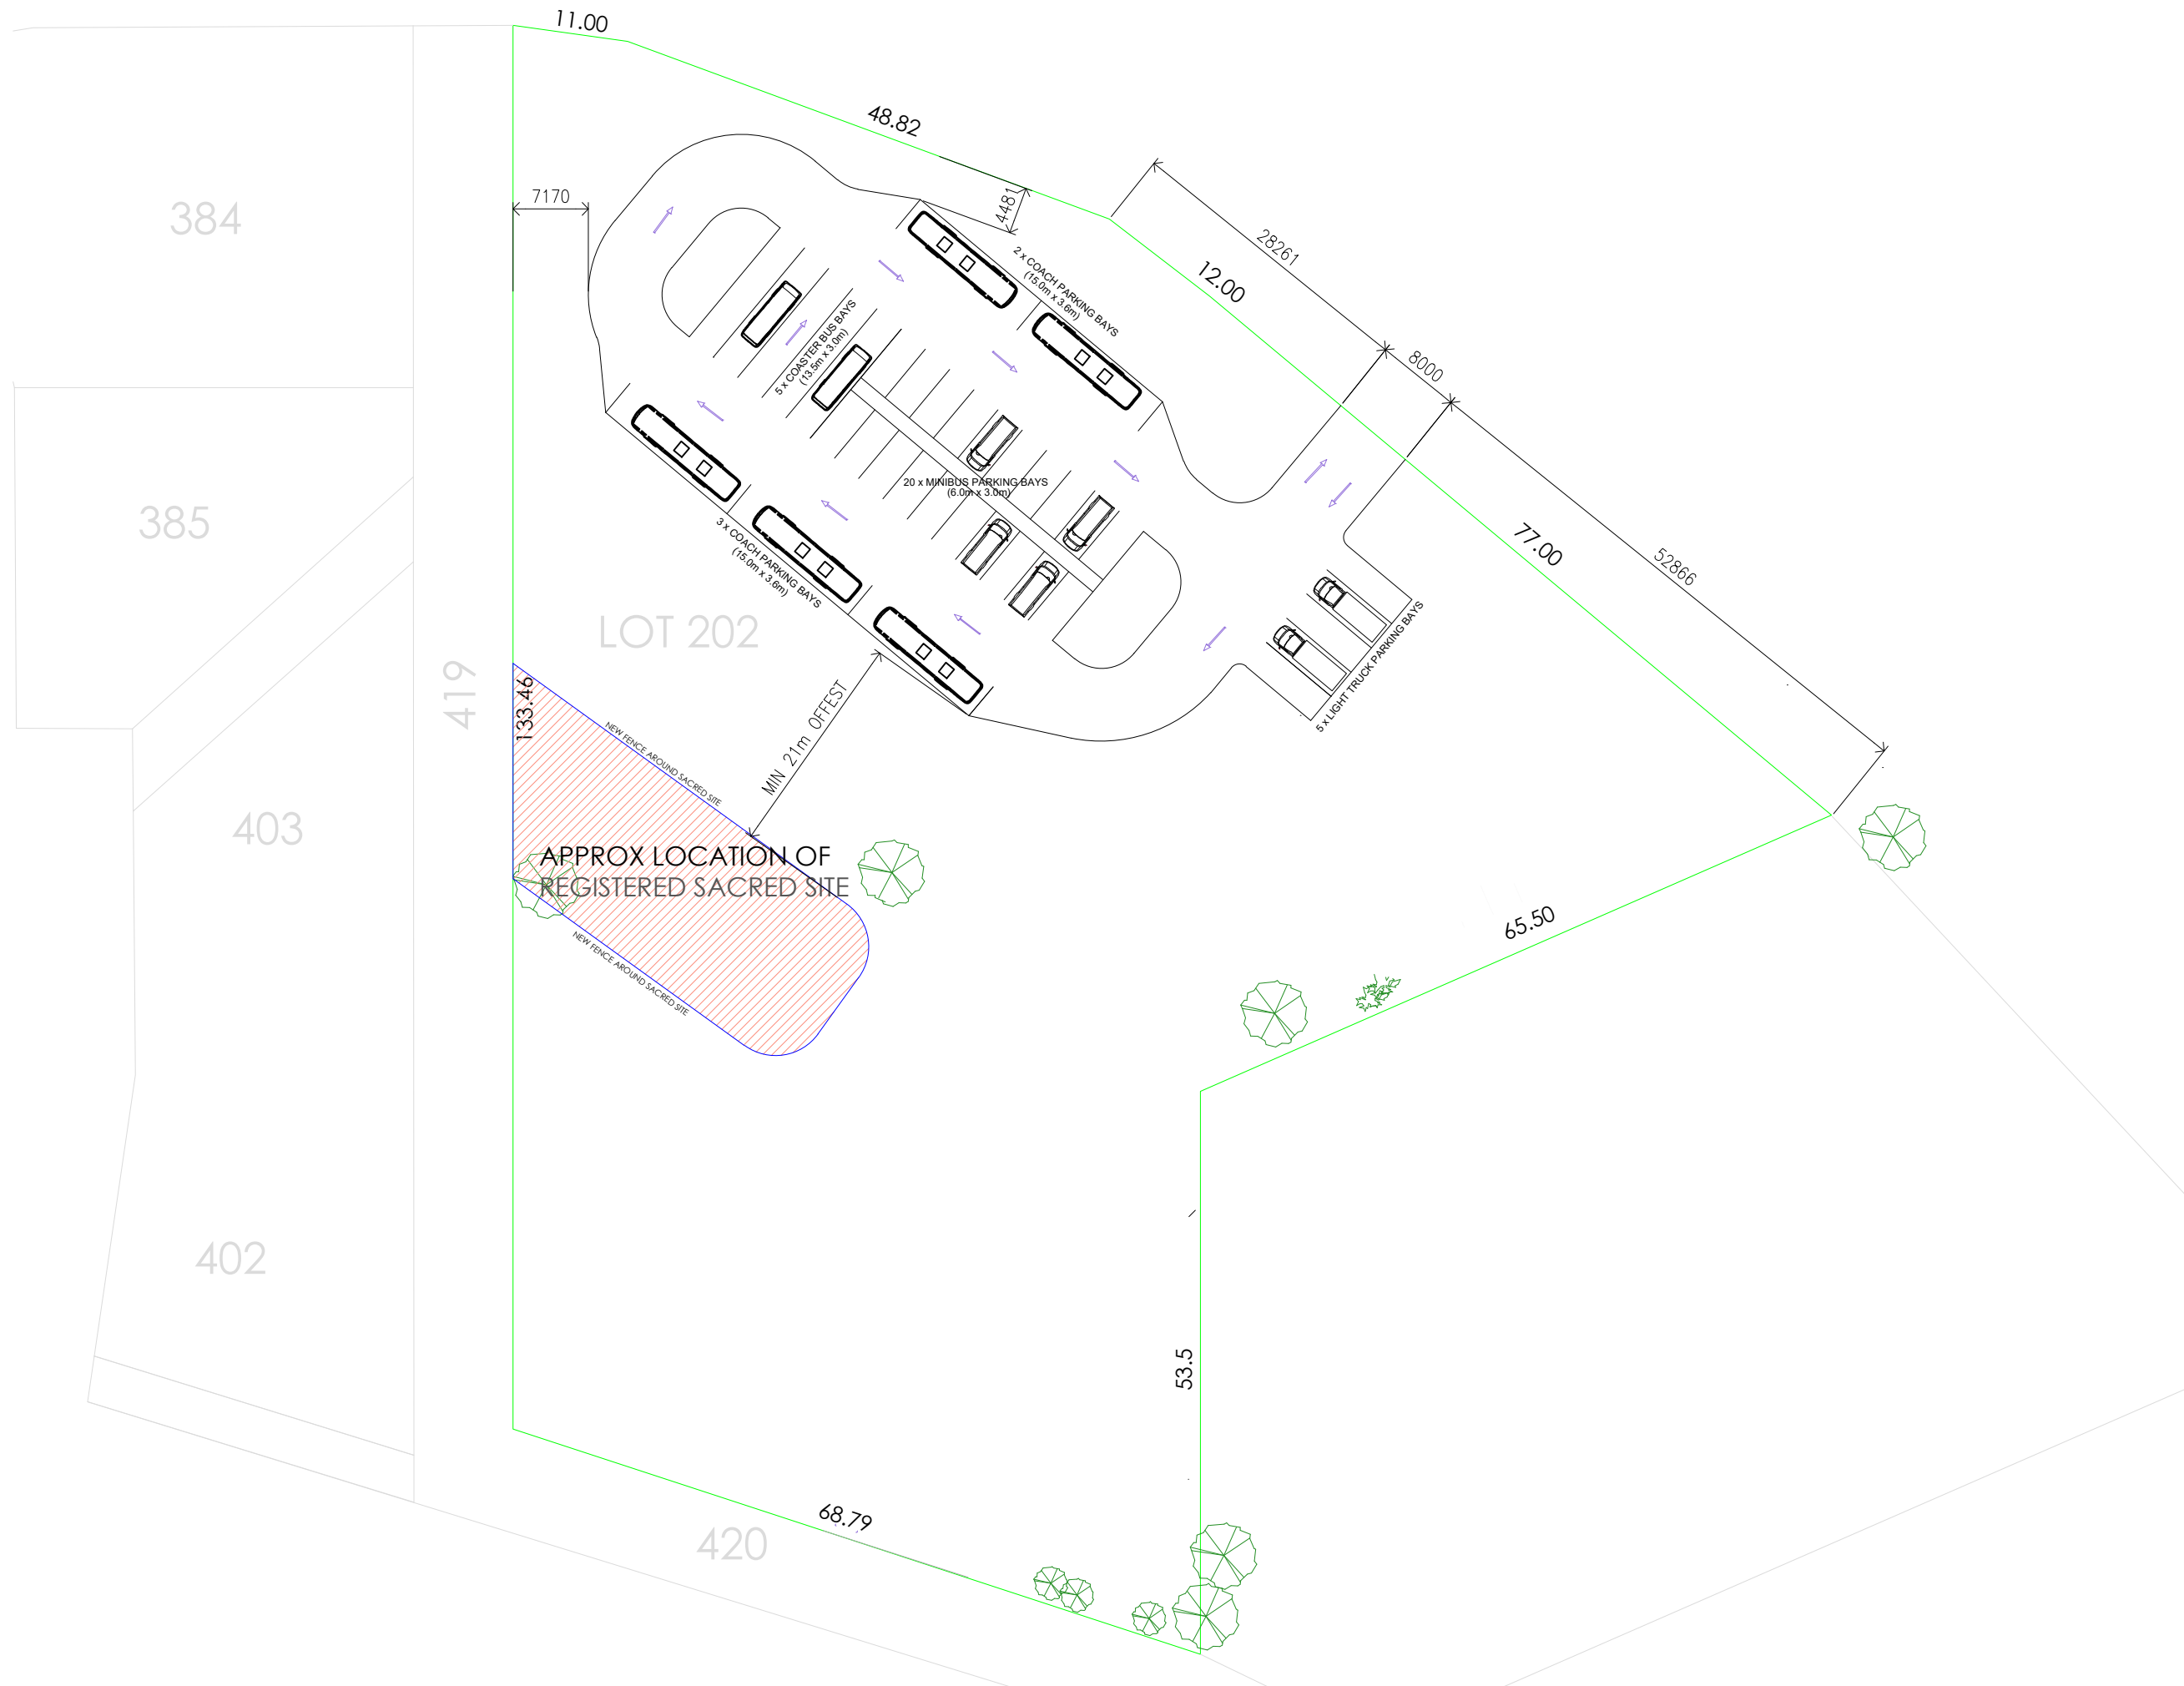 11.00
48.82
384
7170
4481
28261
2 x COACH PARKING BAYS
(15.0m x 3.6m)
12.00
8000
5 x COASTER BUS BAYS
(13.5m x 3.0m)
385
20 x MINIBUS PARKING BAYS
(6.0m x 3.0m)
77.00
52866
3 x COACH PARKING BAYS
(15.0m x 3.6m)
LOT 202
5 x LIGHT TRUCK PARKING BAYS
419
133.46
NEW FENCE AROUND SACRED SITE
MIN 21m OFFEST
403
APPROX LOCATION OF
REGISTERED SACRED SITE
65.50
NEW FENCE AROUND SACRED SITE
402
53.5
68.79
420